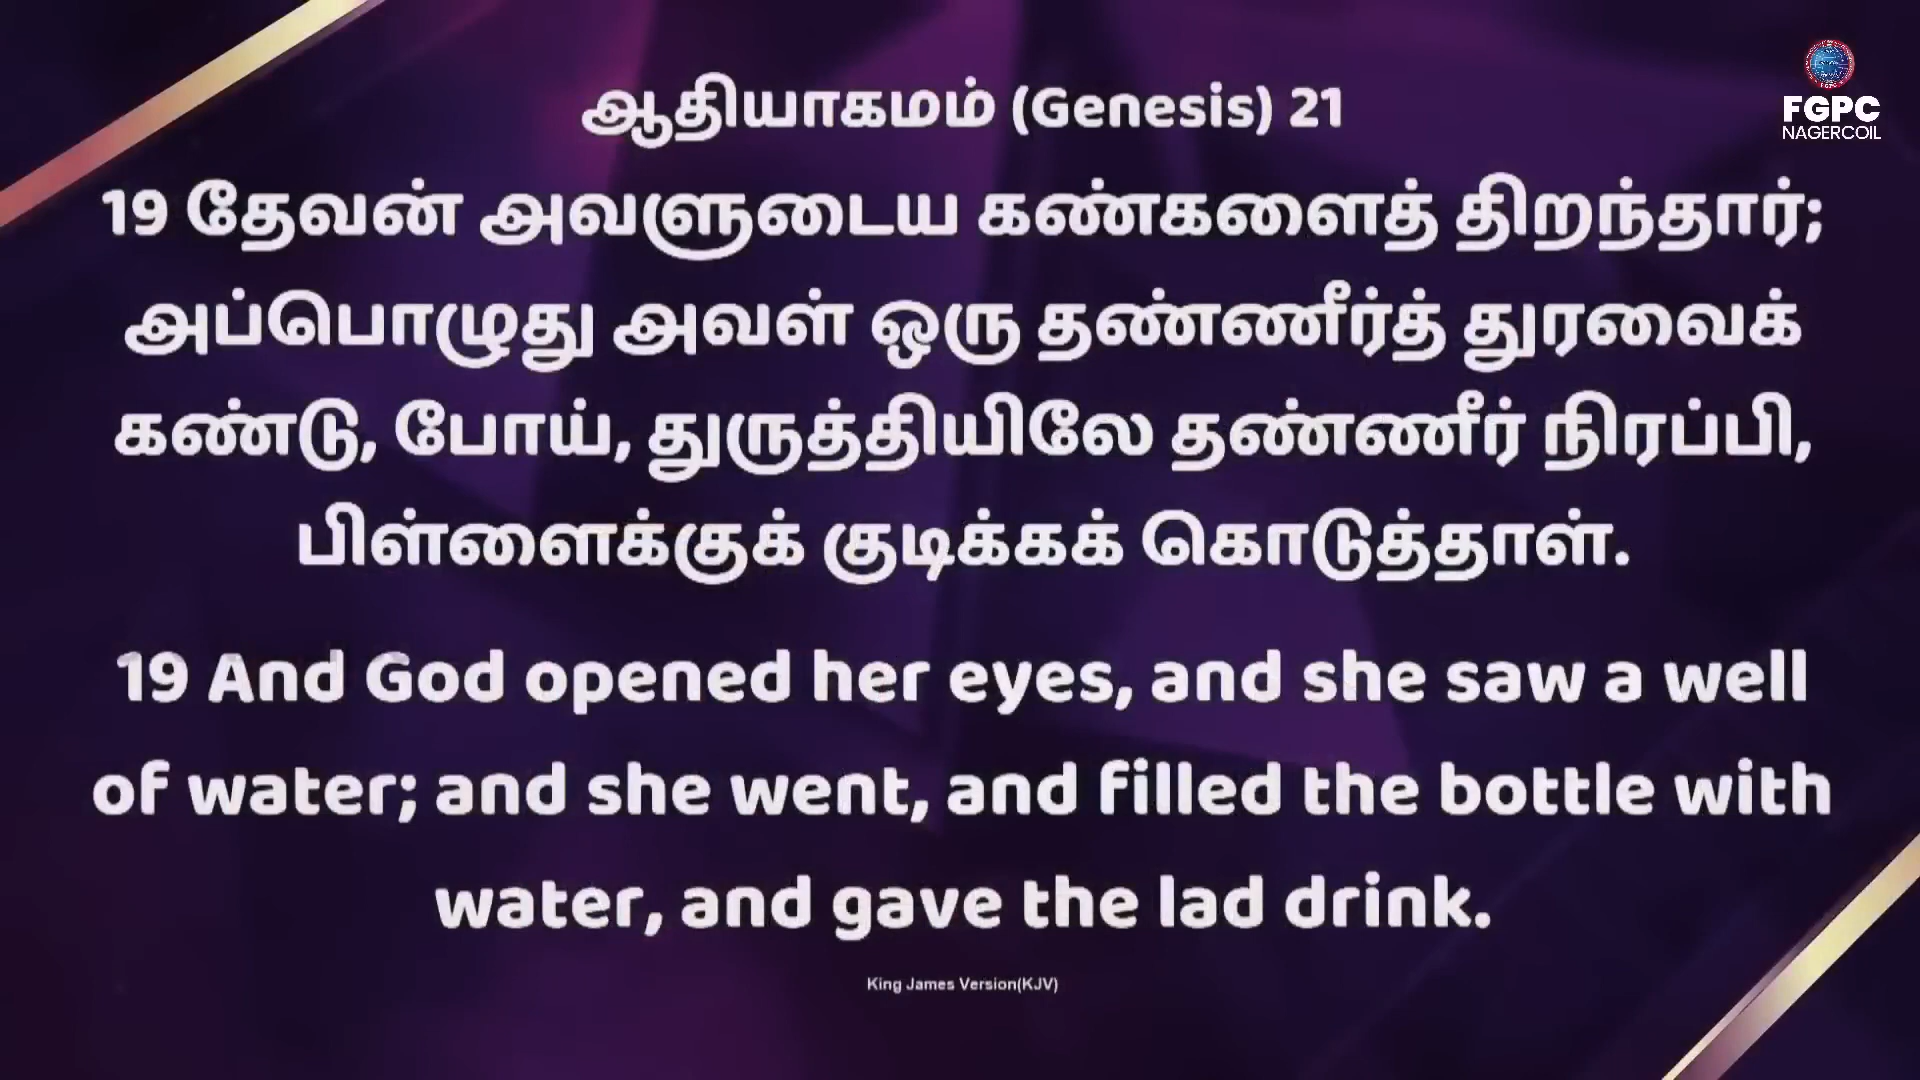 ஆதியாகமம் (Genesis) 21
FGPC
NAGERCOIL
19 தேவன் அவளுடைய கண்களைத் திறந்தார்;
அப்பொழுது அவள் ஒரு தண்ணீர்த் துரவைக்
கண்டு, போய், துருத்தியிலே தண்ணீர் நிரப்பி,
பிள்ளைக்குக் குடிக்கக் கொடுத்தாள்.
19 And God opened her eyes, and she saw a well
of water; and she went, and filled the bottle with
water, and gave the lad drink.
King James Version(KJV)